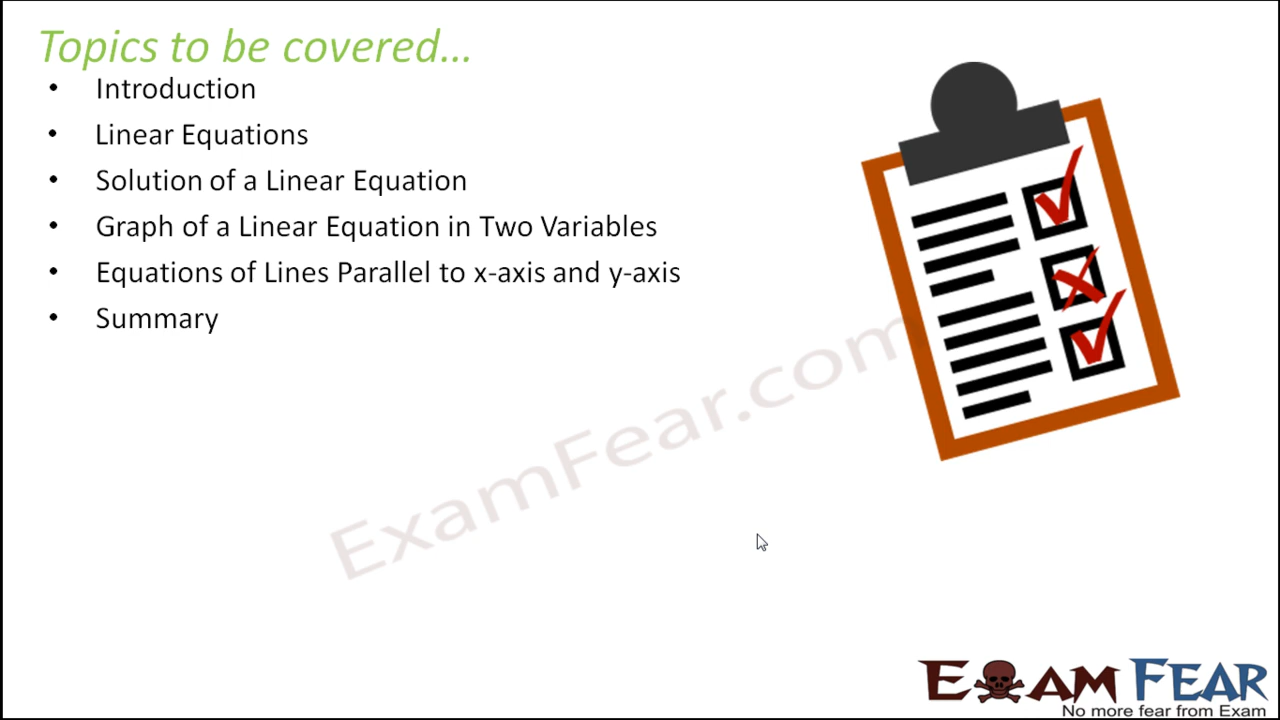 Topics to be covered...
• Introduction
• Linear Equations
• Solution of a Linear Equation
• Graph of a Linear Equation in Two Variables
• Equations of Lines Parallel to x-axis and y-axis
• Summary
ExamFear.com
EXAM FEAR
No more fear from Exam